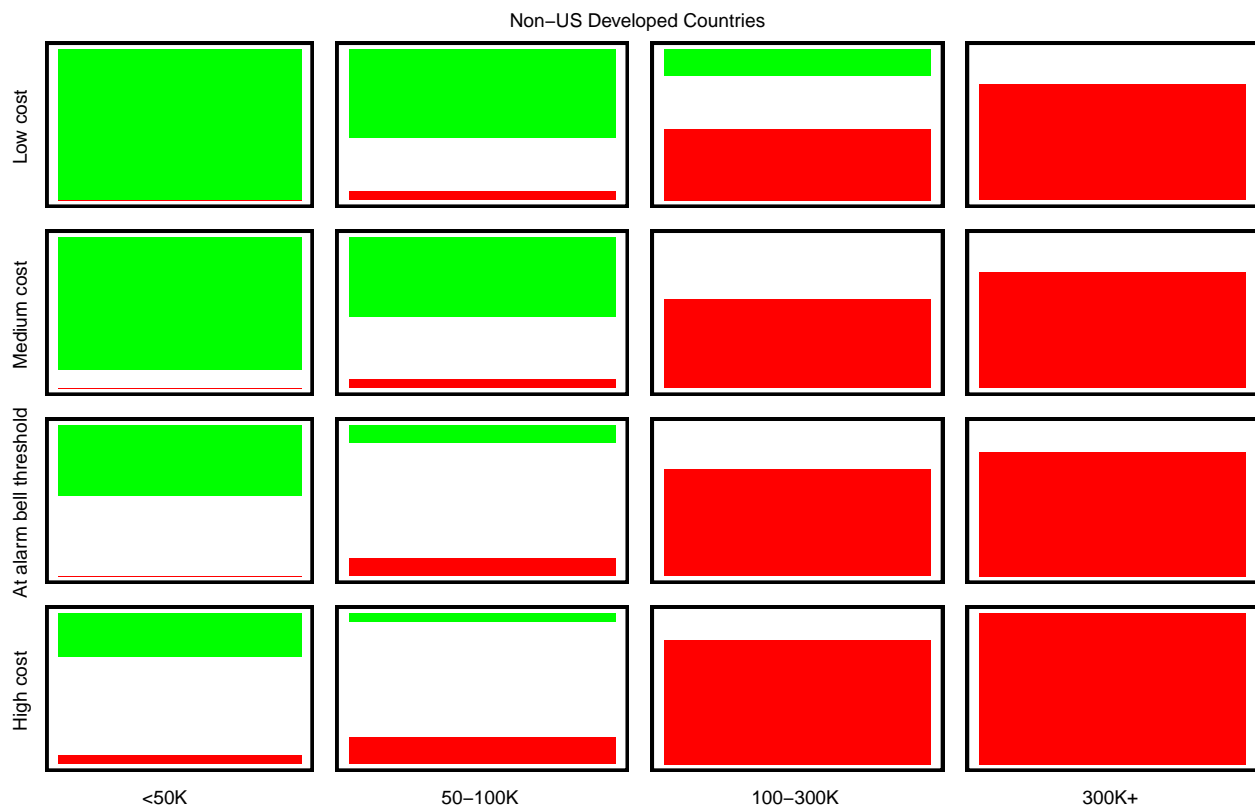 Non−US Developed Countries
Low cost
Medium cost
At alarm bell threshold
High cost
<50K
50−100K
100−300K
300K+